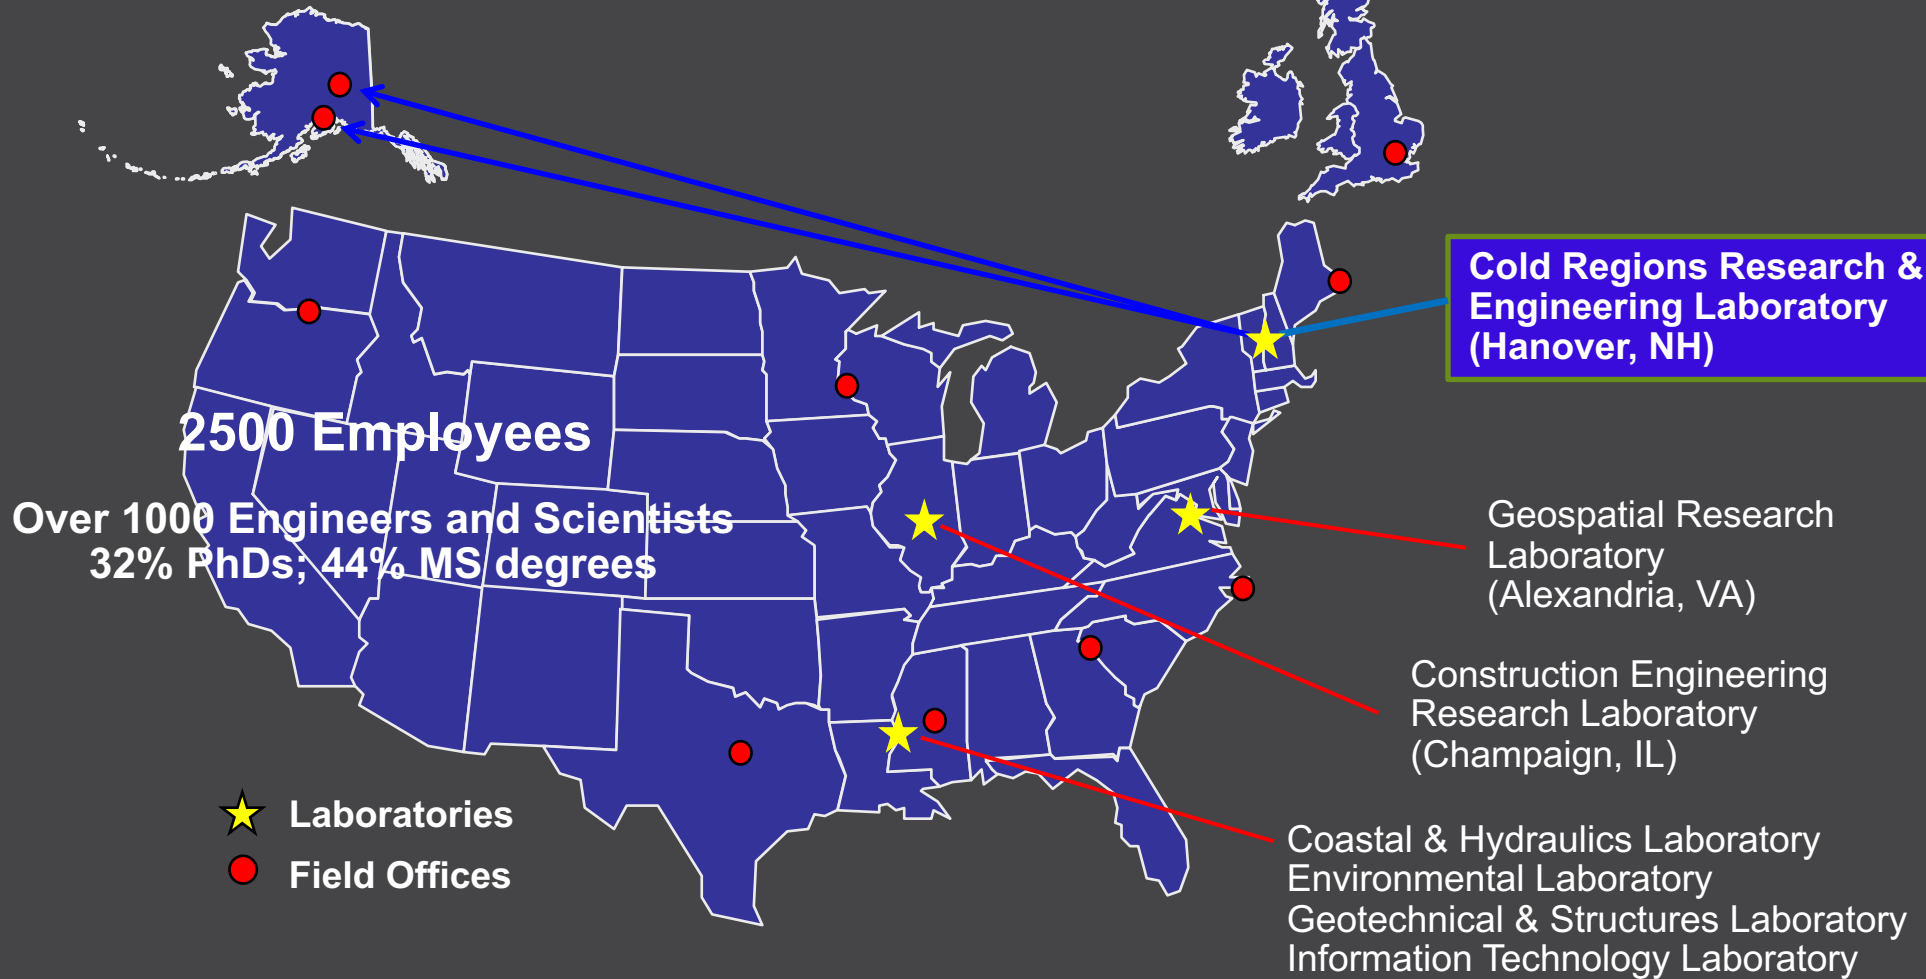 Cold Regions Research &
Engineering Laboratory
(Hanover, NH)
2500 Employees
Over 1000 Engineers and Scientists
32% PhDs; 44% MS degrees
Geospatial Research
Laboratory
(Alexandria, VA)
Construction Engineering
Research Laboratory
(Champaign, IL)
Laboratories
Field Offices
Coastal & Hydraulics Laboratory
Environmental Laboratory
Geotechnical & Structures Laboratory
Information Technology Laboratory